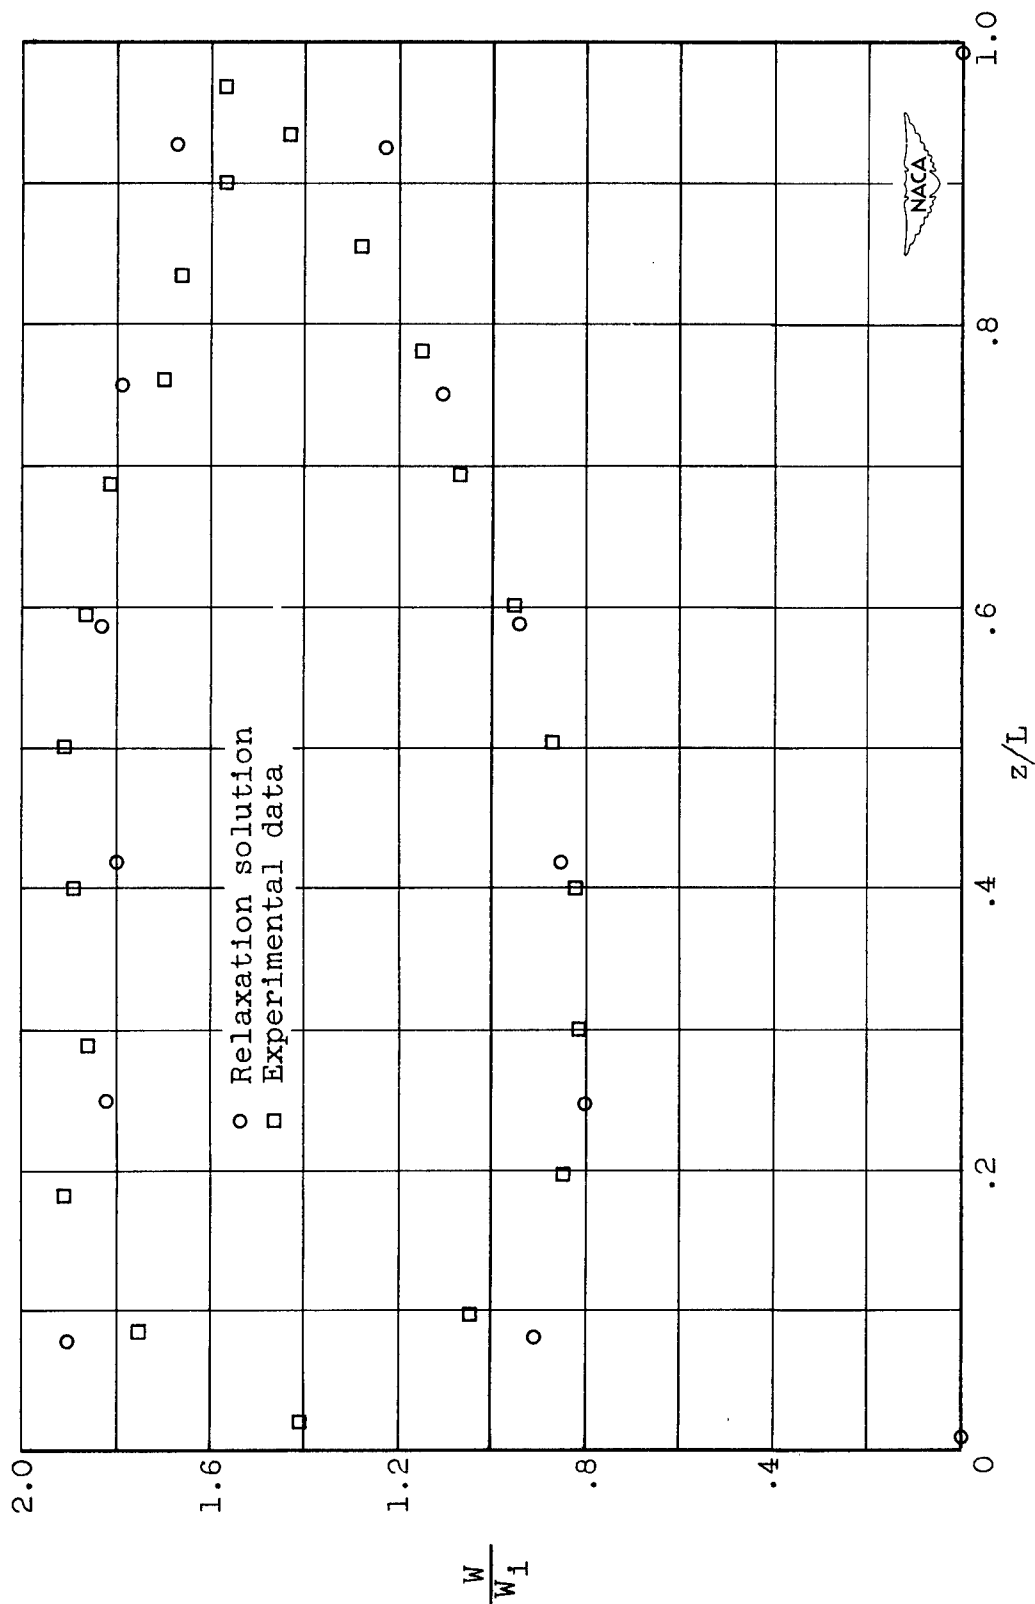 2.0
1.6
1.2
.8
.4
0
W
W_i
○ Relaxation solution
□ Experimental data
NACA
.2
.4
.6
.8
1.0
z/L